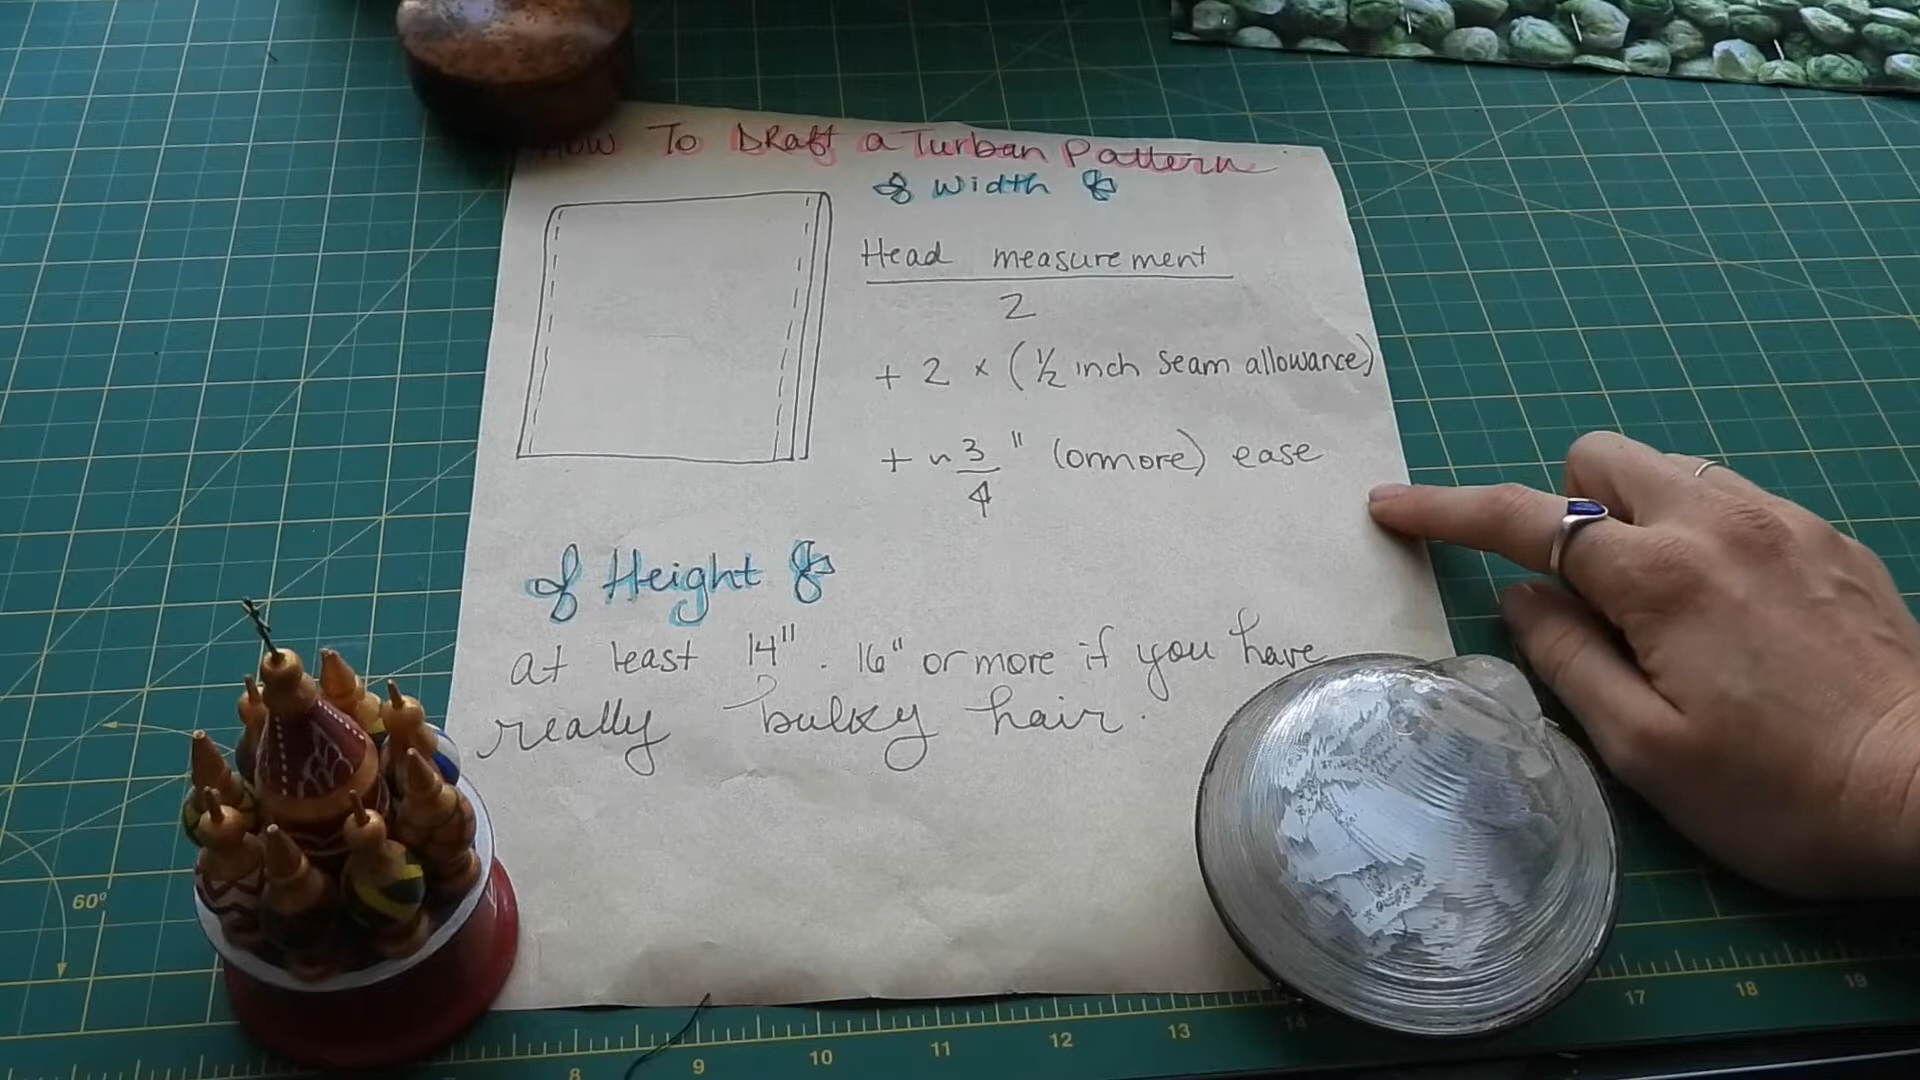 How To Draft a Turban Pattern
Width
Head measurement
2
+ 2 x (1/2 inch seam allowance)
+ ~ 3/4" (or more) ease
Height
at least 14". 16" or more if you have
really bulky hair.
60°
8 9 10 11 12 13 14 17 18 19